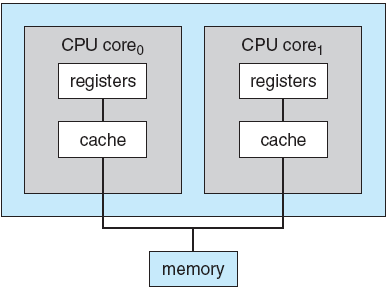 CPU core₀
registers
cache
CPU core₁
registers
cache
memory